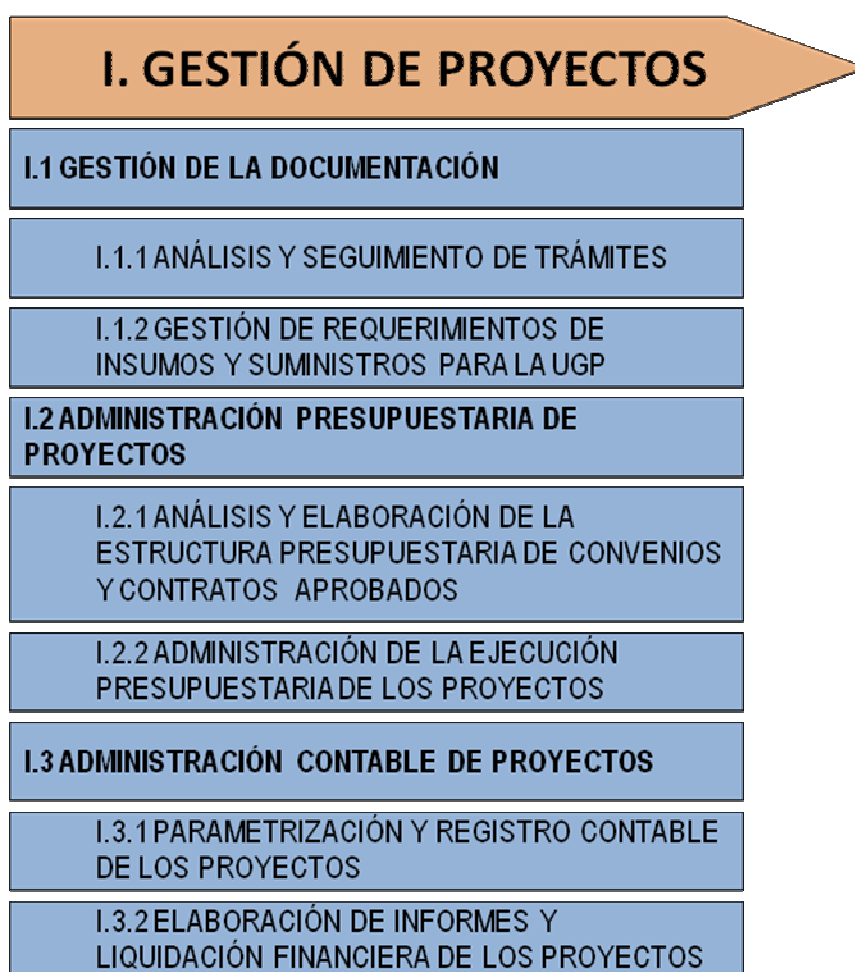 I. GESTIÓN DE PROYECTOS
I.1 GESTIÓN DE LA DOCUMENTACIÓN
I.1.1 ANÁLISIS Y SEGUIMIENTO DE TRÁMITES
I.1.2 GESTIÓN DE REQUERIMIENTOS DE
INSUMOS Y SUMINISTROS PARA LA UGP
I.2 ADMINISTRACIÓN PRESUPUESTARIA DE
PROYECTOS
I.2.1 ANÁLISIS Y ELABORACIÓN DE LA
ESTRUCTURA PRESUPUESTARIA DE CONVENIOS
Y CONTRATOS APROBADOS
I.2.2 ADMINISTRACIÓN DE LA EJECUCIÓN
PRESUPUESTARIA DE LOS PROYECTOS
I.3 ADMINISTRACIÓN CONTABLE DE PROYECTOS
I.3.1 PARAMETRIZACIÓN Y REGISTRO CONTABLE
DE LOS PROYECTOS
I.3.2 ELABORACIÓN DE INFORMES Y
LIQUIDACIÓN FINANCIERA DE LOS PROYECTOS